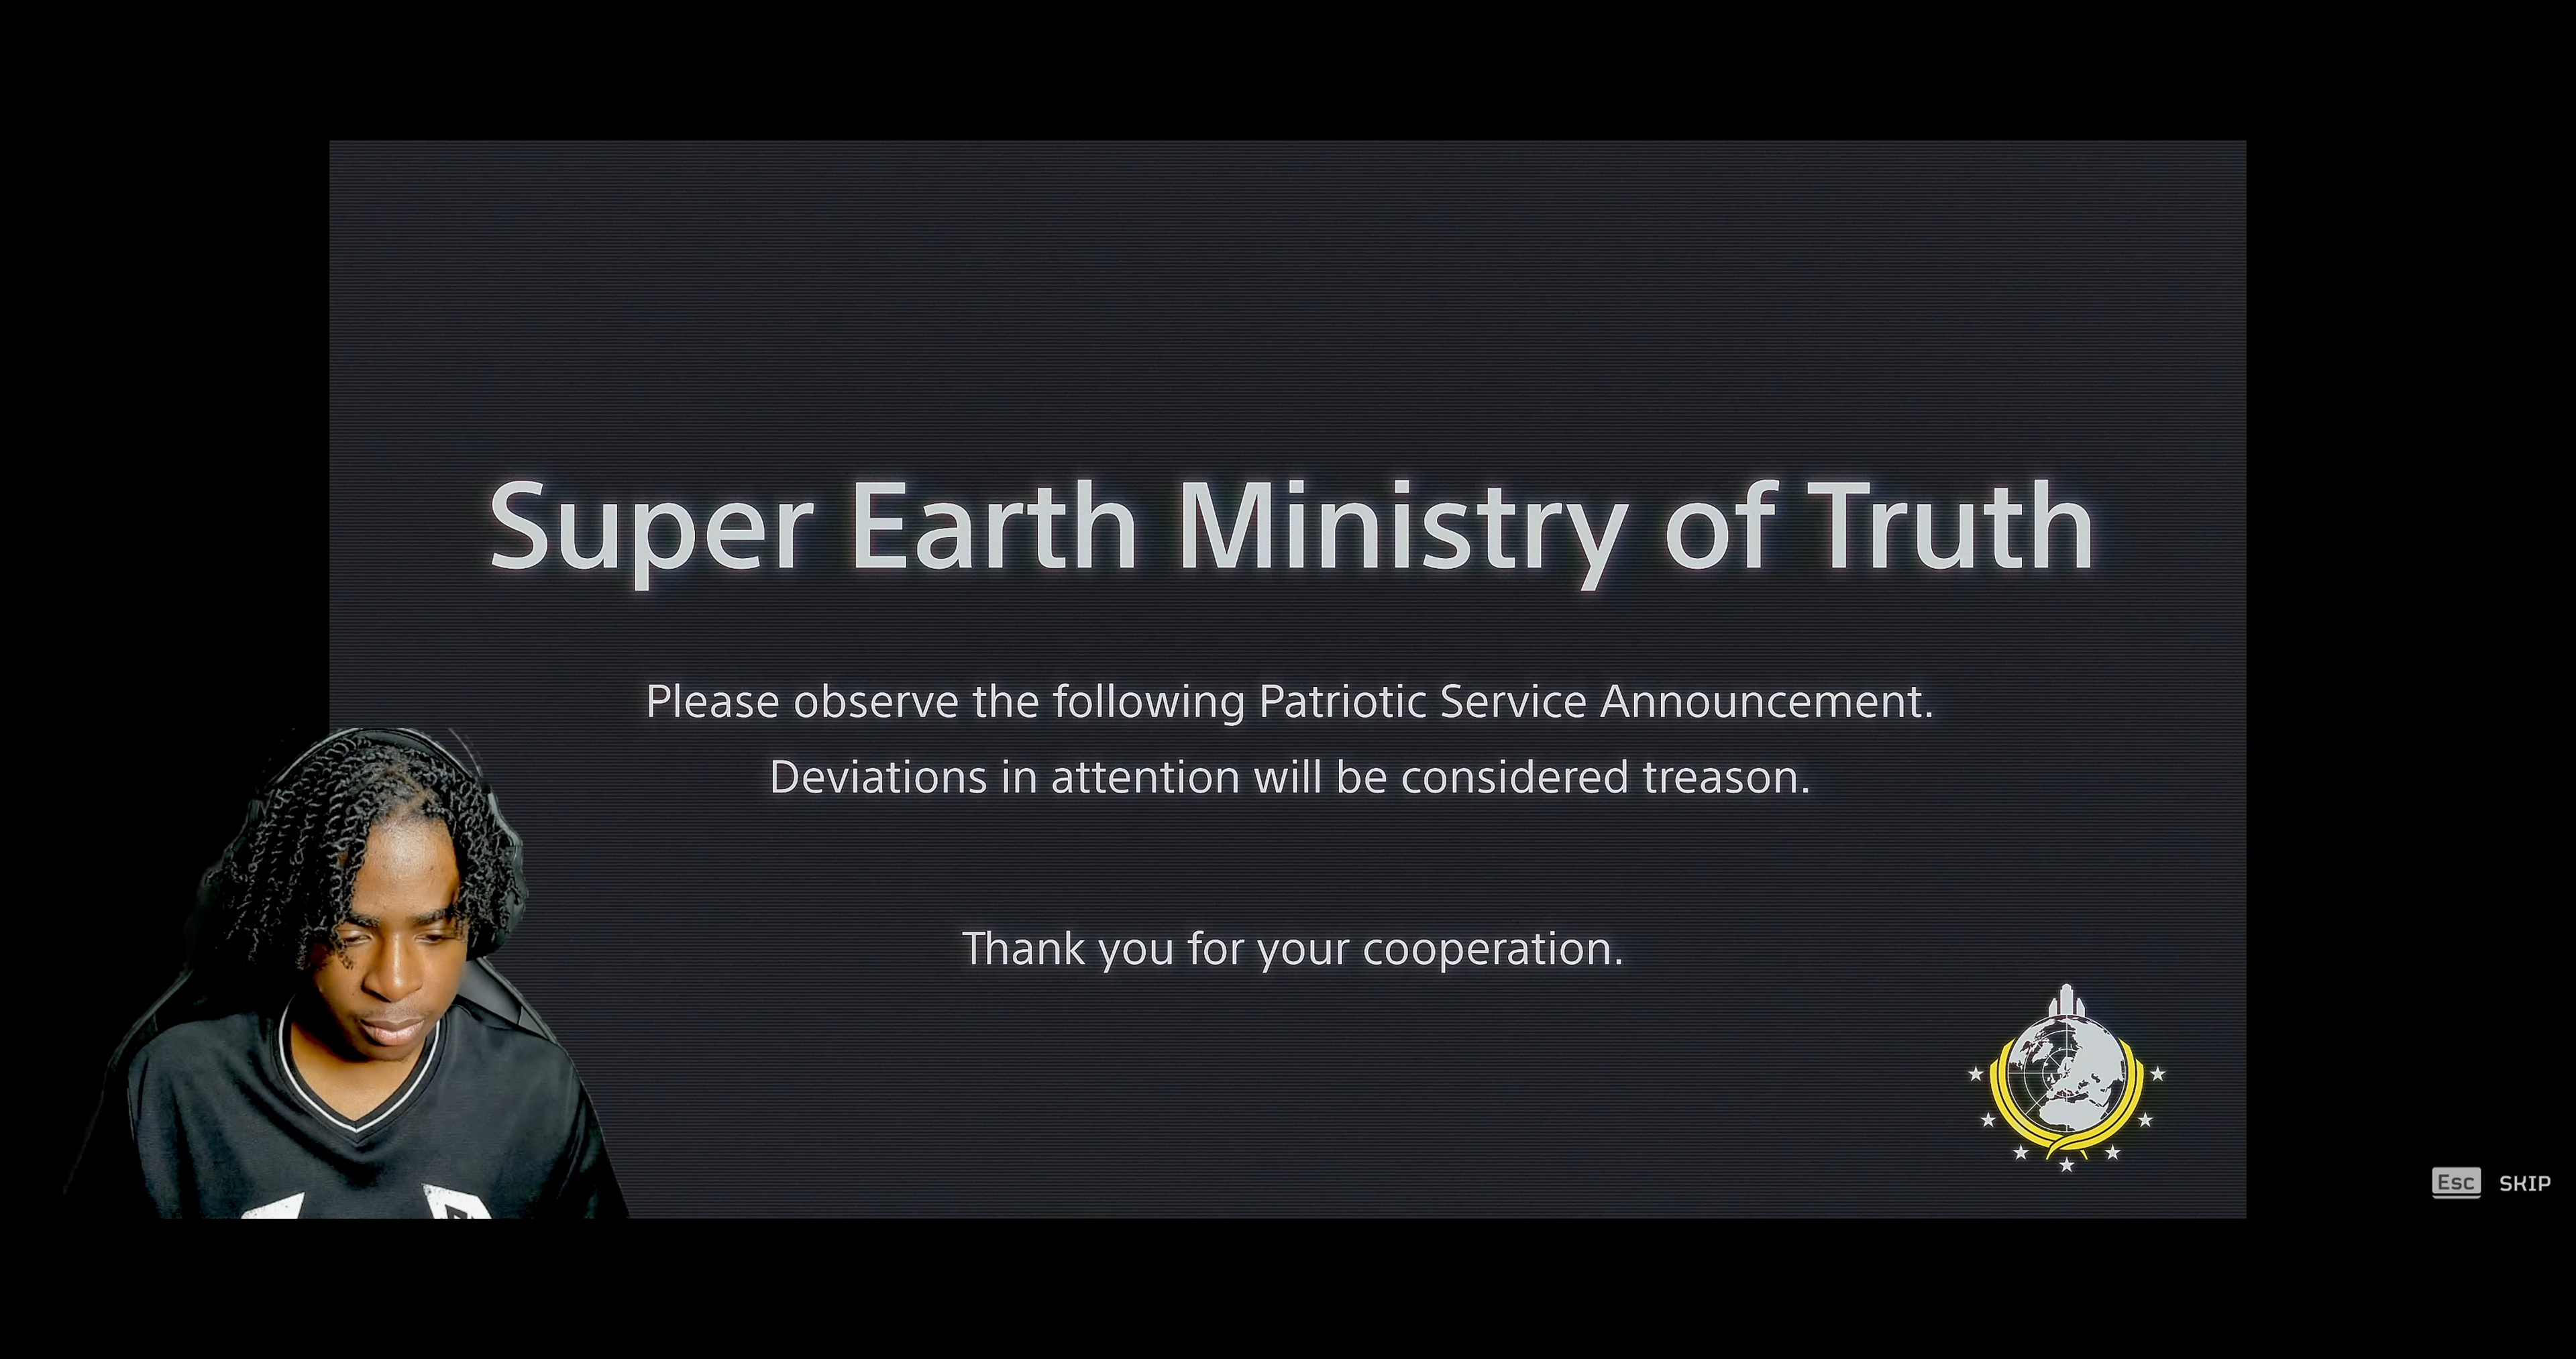 Super Earth Ministry of Truth
Please observe the following Patriotic Service Announcement.
Deviations in attention will be considered treason.
Thank you for your cooperation.
Esc SKIP